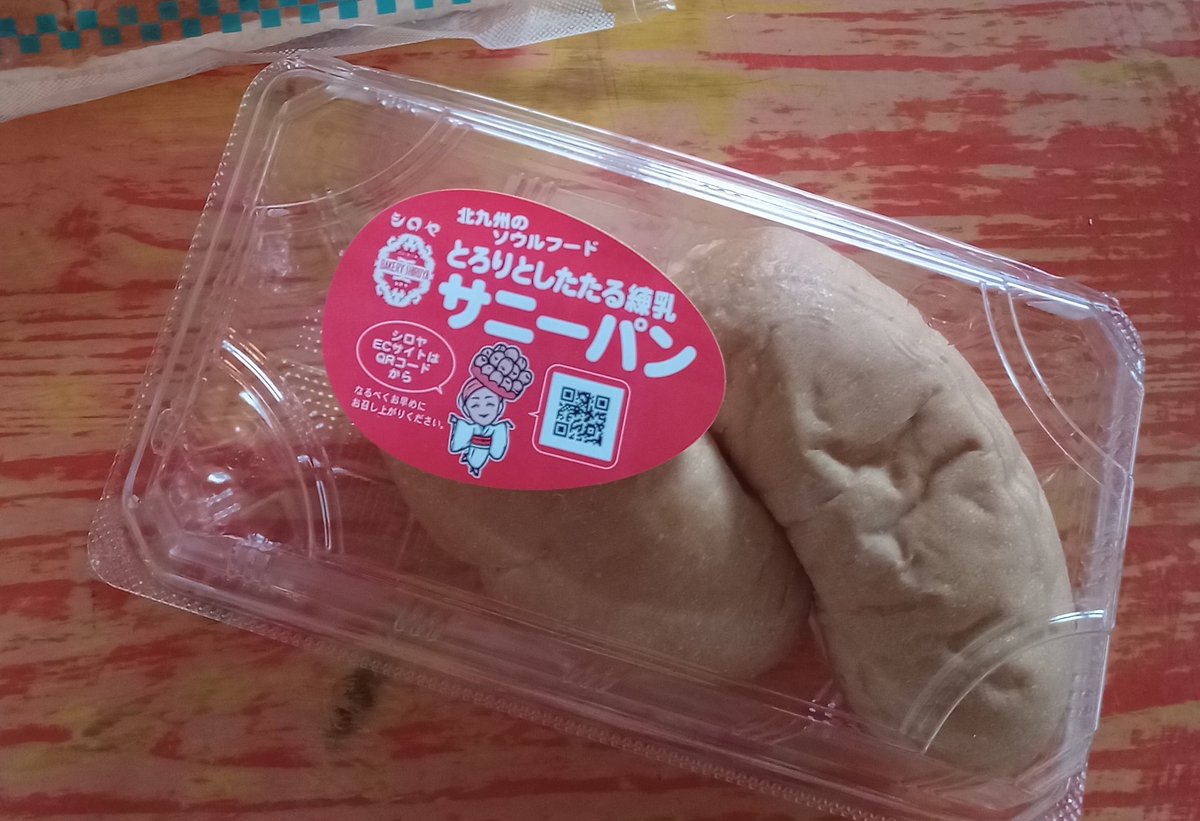 シロヤ
BAKERY SHIROYA
北九州の
ソウルフード
とろりとしたたる練乳
サニーパン
シロヤ
ECサイトは
QRコード
から
なるべくお早めに
お召し上がりください。